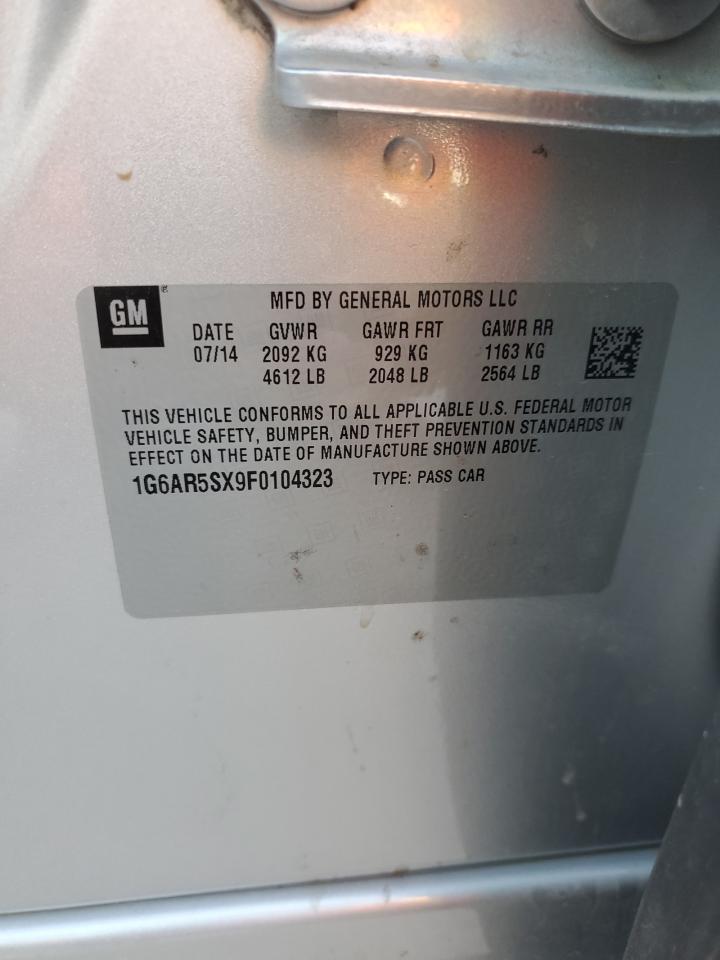 GM
®
MFD BY GENERAL MOTORS LLC
DATE GVWR GAWR FRT GAWR RR
07/14 2092 KG 929 KG 1163 KG
4612 LB 2048 LB 2564 LB
THIS VEHICLE CONFORMS TO ALL APPLICABLE U.S. FEDERAL MOTOR
VEHICLE SAFETY, BUMPER, AND THEFT PREVENTION STANDARDS IN
EFFECT ON THE DATE OF MANUFACTURE SHOWN ABOVE.
1G6AR5SX9F0104323 TYPE: PASS CAR